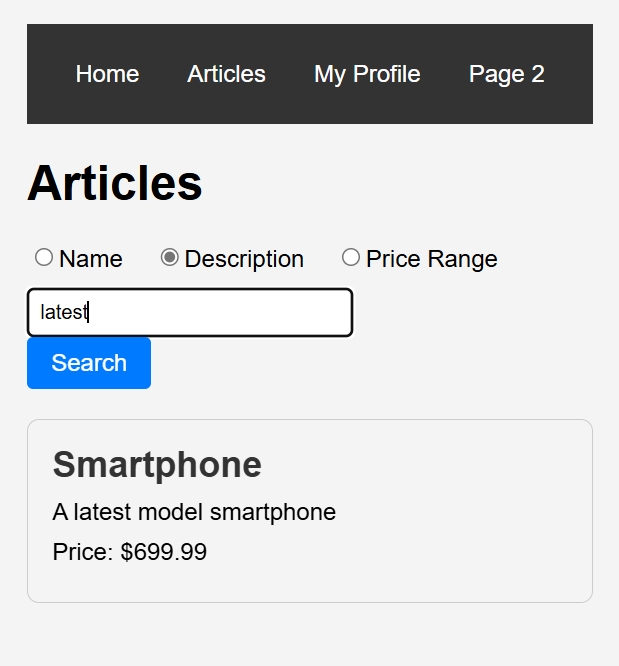 Home Articles My Profile Page 2
Articles
Name Description Price Range
latest
Search
Smartphone
A latest model smartphone
Price: $699.99